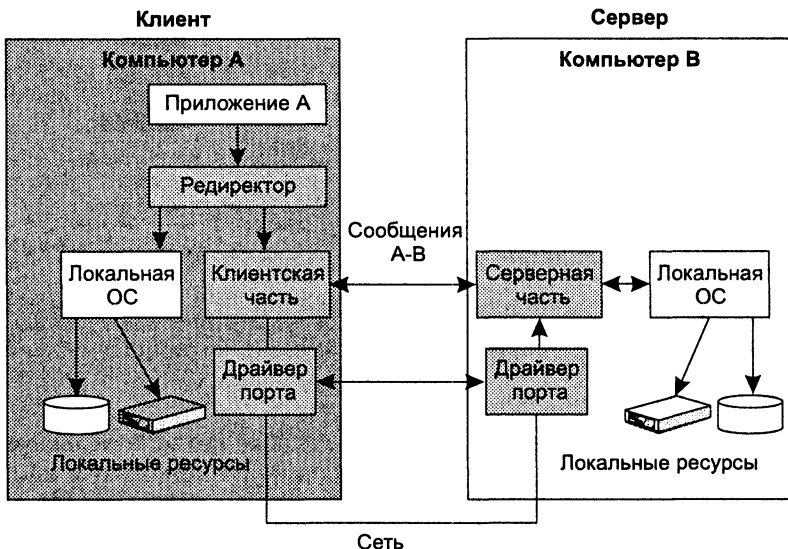 Клиент
Сервер
Компьютер А
Компьютер В
Приложение А
Редиректор
Сообщения
А-В
Локальная
ОС
Клиентская
часть
Серверная
часть
Локальная
ОС
Драйвер
порта
Драйвер
порта
Локальные ресурсы
Локальные ресурсы
Сеть